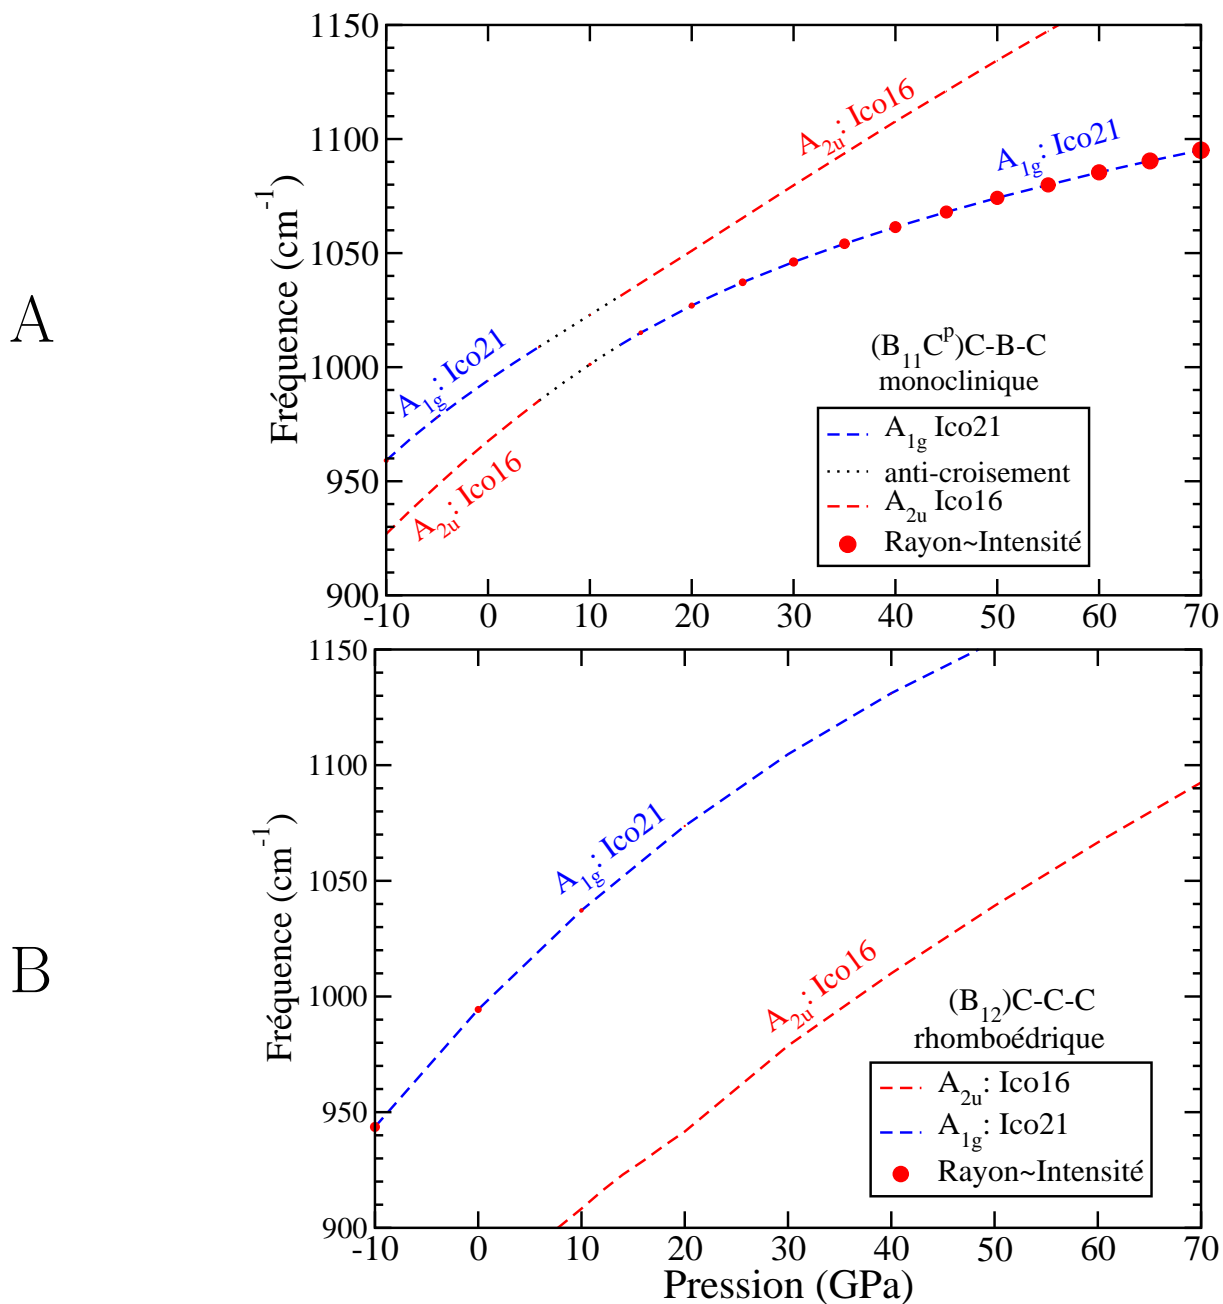 A
Fréquence (cm⁻¹)
1150
1100
1050
1000
950
900
-10 0 10 20 30 40 50 60 70
A₂ᵤ: Ico16
A₁g: Ico21
A₁g: Ico21
A₂ᵤ: Ico16
(B₁₁Cᵖ)C-B-C
monoclinique
A₁g Ico21
anti-croisement
A₂ᵤ Ico16
Rayon~Intensité
B
Fréquence (cm⁻¹)
1150
1100
1050
1000
950
900
-10 0 10 20 30 40 50 60 70
A₁g: Ico21
A₂ᵤ: Ico16
(B₁₂)C-C-C
rhomboédrique
A₂ᵤ: Ico16
A₁g: Ico21
Rayon~Intensité
Pression (GPa)